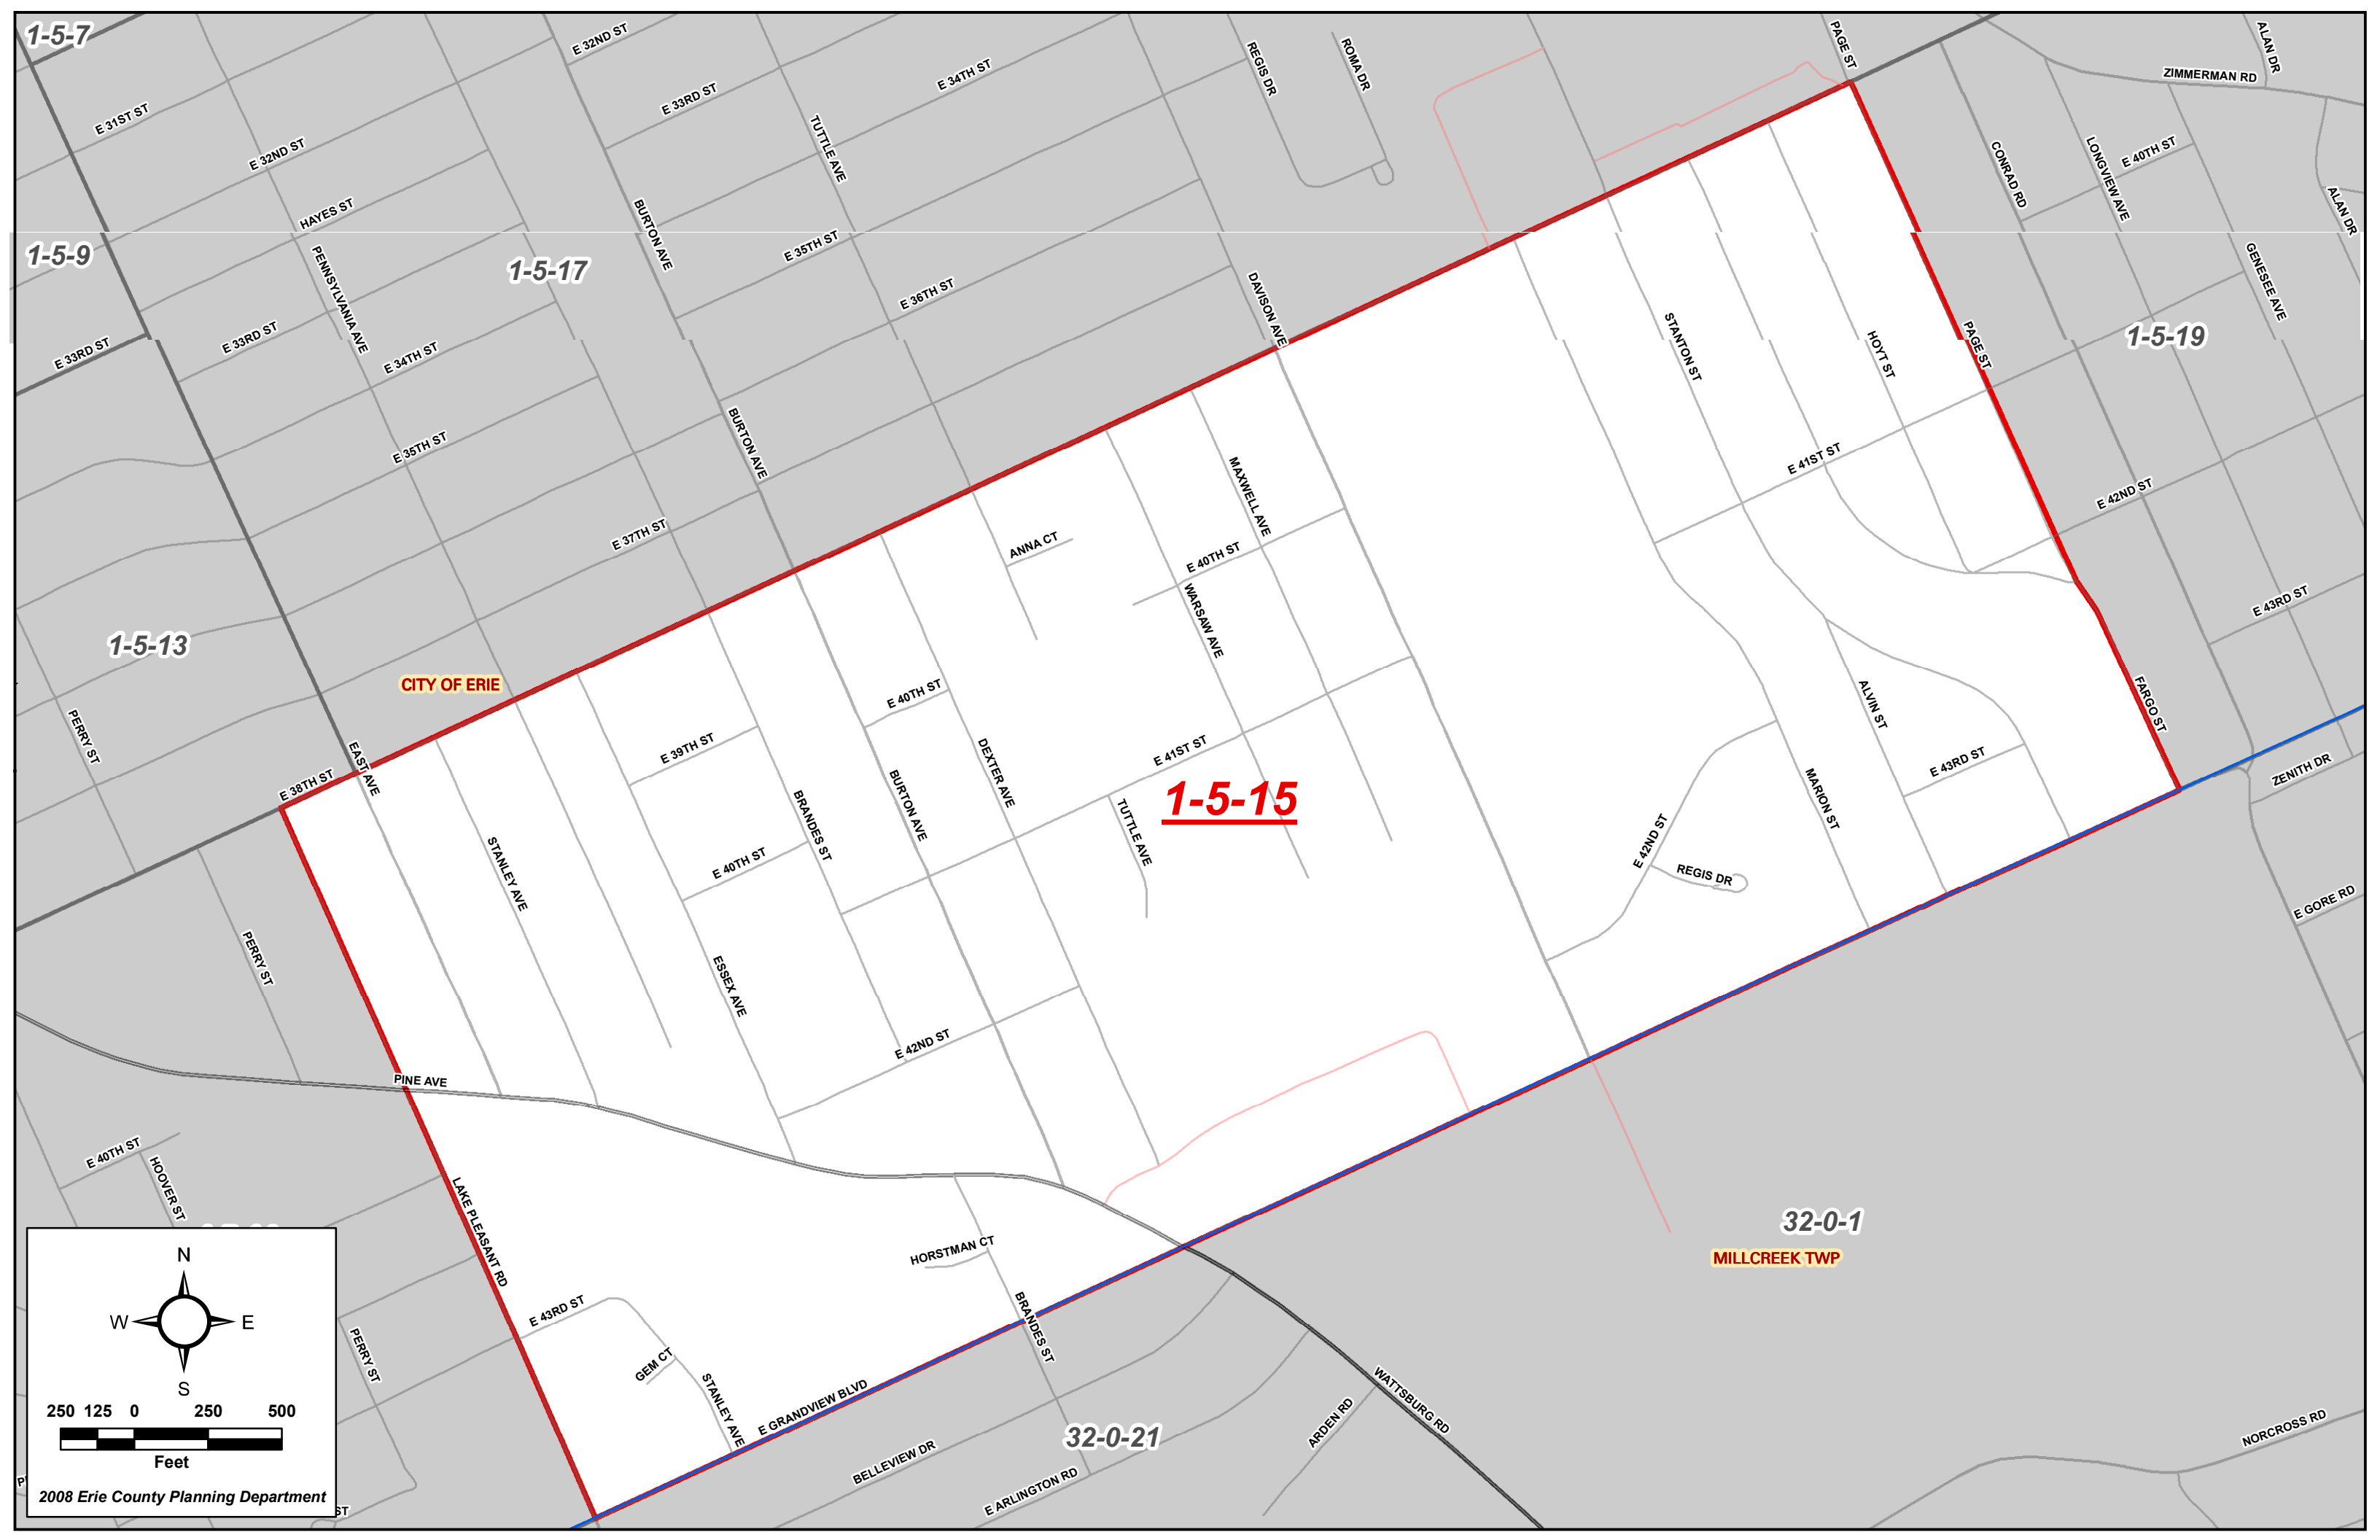 1-5-7
E 32ND ST
PAGE ST
ALAN DR
ROMA DR
REGIS DR
E 34TH ST
ZIMMERMAN RD
E 33RD ST
E 31ST ST
TUTTLE AVE
E 32ND ST
E 40TH ST
LONGVIEW AVE
CONRAD RD
HAYES ST
ALAN DR
BURTON AVE
E 35TH ST
1-5-9
1-5-17
PENNSYLVANIA AVE
E 36TH ST
DAVISON AVE
GENESEE AVE
E 33RD ST
E 33RD ST
E 34TH ST
STANTON ST
HOYT ST
PAGE ST
1-5-19
BURTON AVE
E 35TH ST
E 41ST ST
MAXWELL AVE
E 42ND ST
E 37TH ST
ANNA CT
E 40TH ST
WARSAW AVE
E 43RD ST
1-5-13
CITY OF ERIE
E 40TH ST
ALVIN ST
FARGO ST
PERRY ST
E 39TH ST
E 41ST ST
DEXTER AVE
EAST AVE
E 38TH ST
E 43RD ST
ZENITH DR
1-5-15
MARION ST
BURTON AVE
BRANDES ST
TUTTLE AVE
E 42ND ST
STANLEY AVE
E 40TH ST
REGIS DR
E GORE RD
PERRY ST
ESSEX AVE
E 42ND ST
PINE AVE
E 40TH ST
HOOVER ST
LAKE PLEASANT RD
32-0-1
MILLCREEK TWP
HORSTMAN CT
E 43RD ST
BRANDES ST
PERRY ST
GEM CT
STANLEY AVE
E GRANDVIEW BLVD
WATTSBURG RD
ARDEN RD
32-0-21
BELLEVIEW DR
E ARLINGTON RD
NORCROSS RD
N
W
E
S
250 125 0 250 500
Feet
2008 Erie County Planning Department
ST